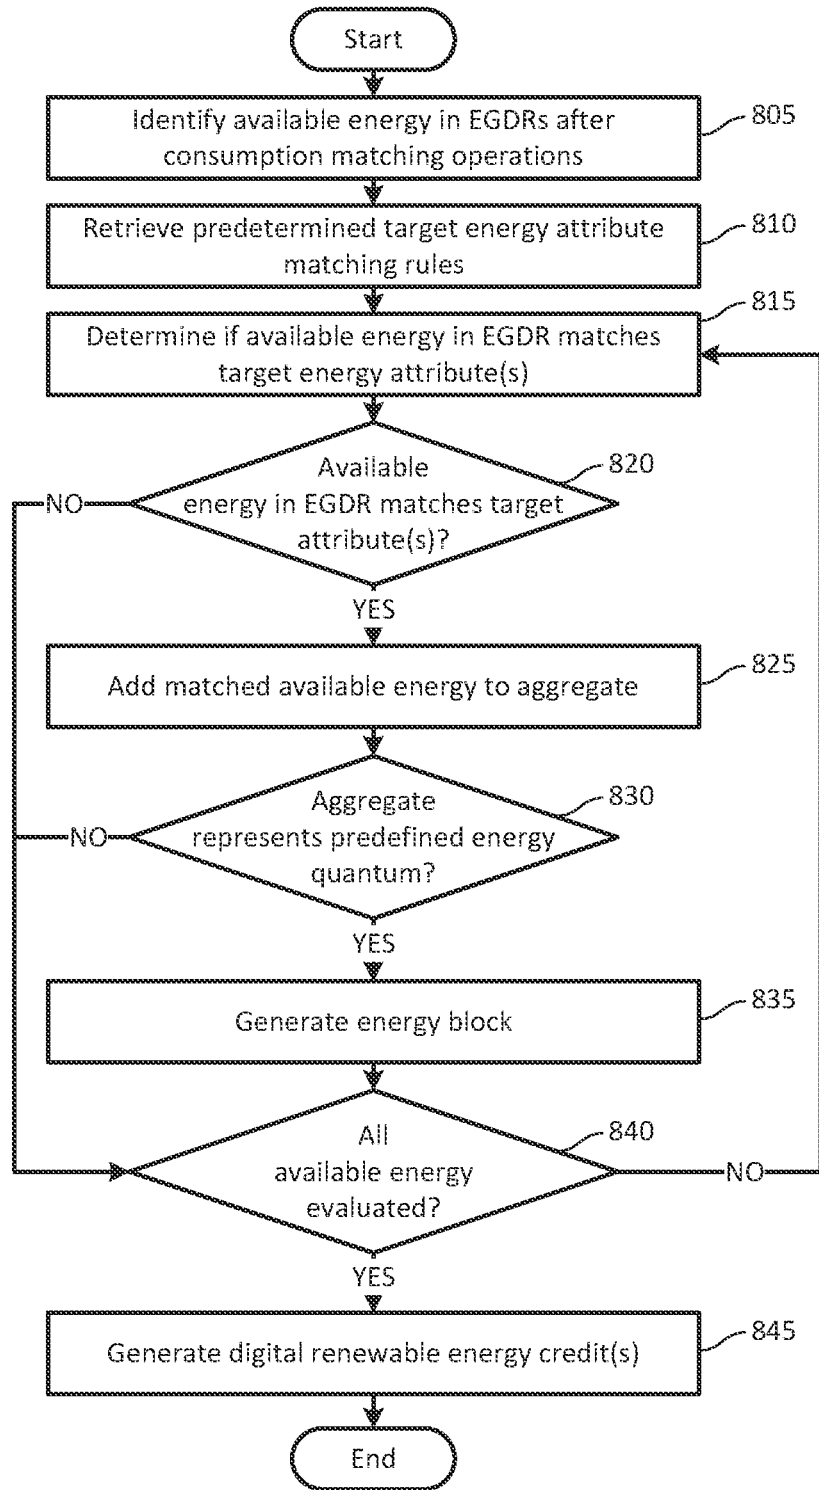 Start
Identify available energy in EGDRs after
consumption matching operations
805
Retrieve predetermined target energy attribute
matching rules
810
Determine if available energy in EGDR matches
target energy attribute(s)
815
Available
energy in EGDR matches target
attribute(s)?
820
NO
YES
Add matched available energy to aggregate
825
Aggregate
represents predefined energy
quantum?
830
NO
YES
Generate energy block
835
All
available energy
evaluated?
840
NO
YES
Generate digital renewable energy credit(s)
845
End